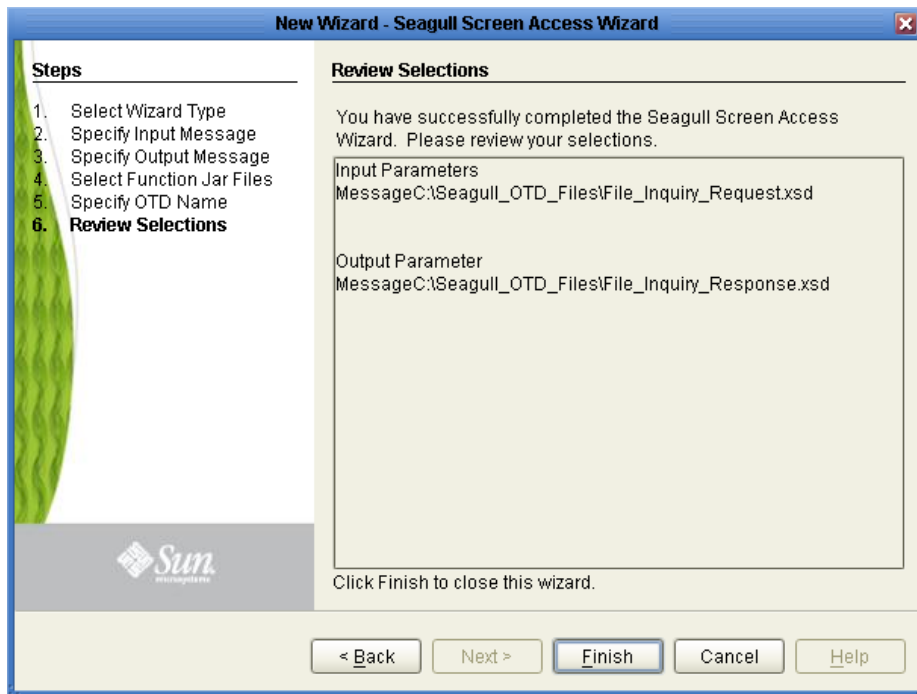 New Wizard - Seagull Screen Access Wizard
Steps
1. Select Wizard Type
2. Specify Input Message
3. Specify Output Message
4. Select Function Jar Files
5. Specify OTD Name
6. Review Selections
Sun
microsystems
Review Selections
You have successfully completed the Seagull Screen Access
Wizard. Please review your selections.
Input Parameters
MessageC:\Seagull_OTD_Files\File_Inquiry_Request.xsd
Output Parameter
MessageC:\Seagull_OTD_Files\File_Inquiry_Response.xsd
Click Finish to close this wizard.
< Back
Next >
Finish
Cancel
Help